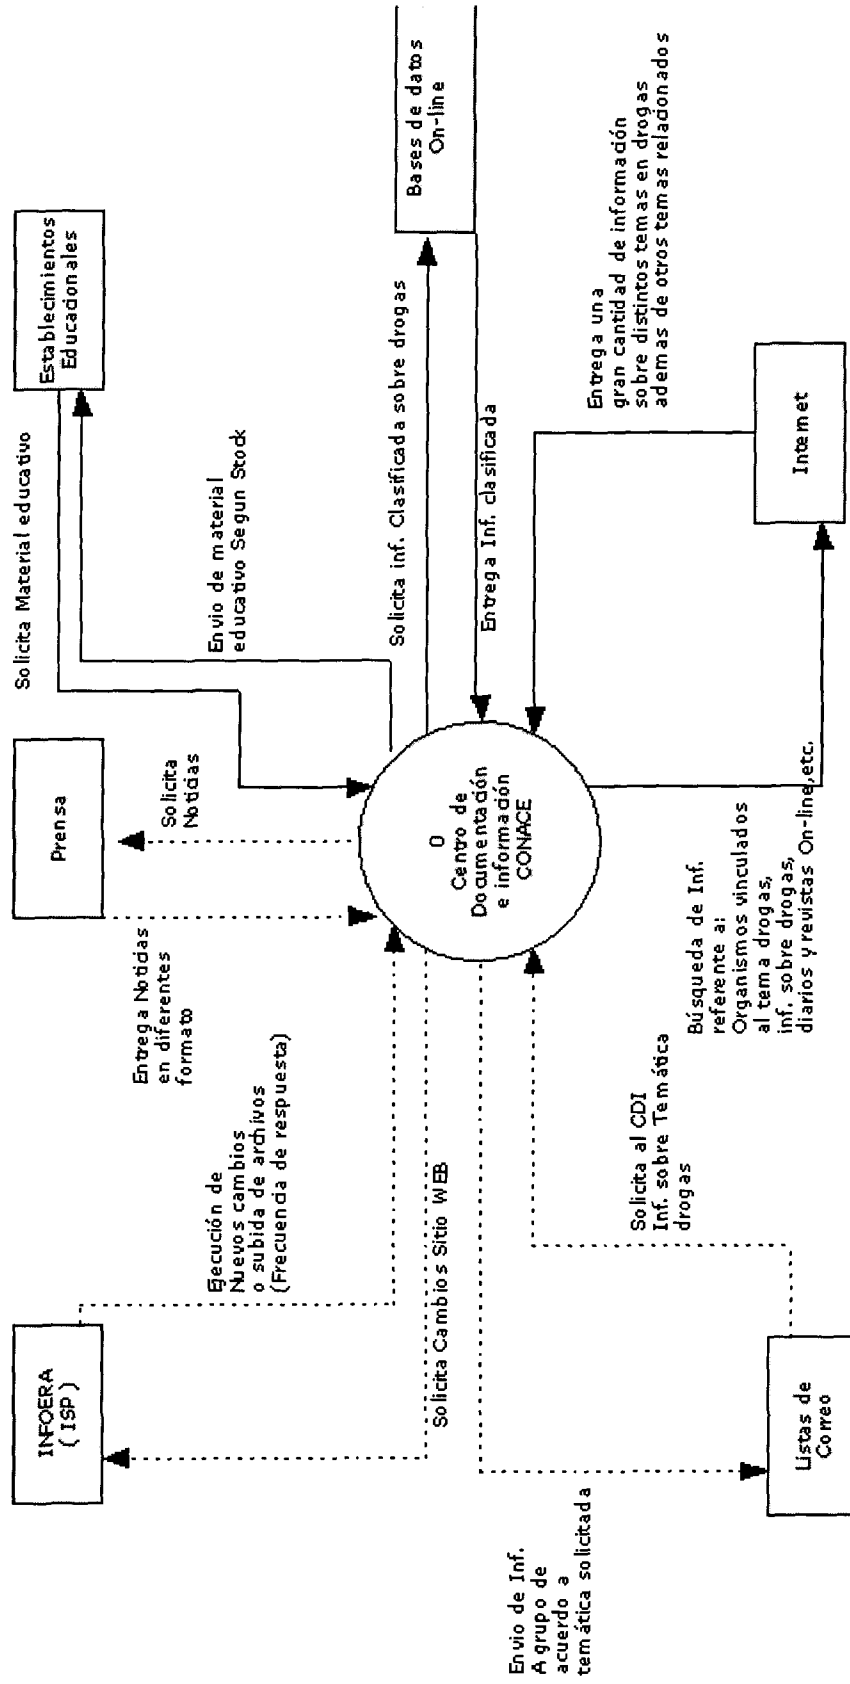 INFOERA
( ISP )
Ejecución de
Nuevos cambios
o subida de archivos
(Frecuencia de respuesta)
Solicita Cambios Sitio WEB
Prensa
Entrega Noticias
en diferentes
formato
Solicita
Noticias
Establecimientos
Educacionales
Solicita Material educativo
Envio de material
educativo Segun Stock
Bases de datos
On-line
Solicita inf. Clasificada sobre drogas
Entrega Inf. clasificada
0
Centro de
Documentación
e información
CONACE
Envio de Inf.
A grupo de
acuerdo a
temática solicitada
Listas de
Correo
Solicita al CDI
Inf. sobre Temática
drogas
Búsqueda de Inf.
referente a:
Organismos vinculados
al tema drogas,
inf. sobre drogas,
diarios y revistas On-line,etc.
Internet
Entrega una
gran cantidad de información
sobre distintos temas en drogas
ademas de otros temas relacionados